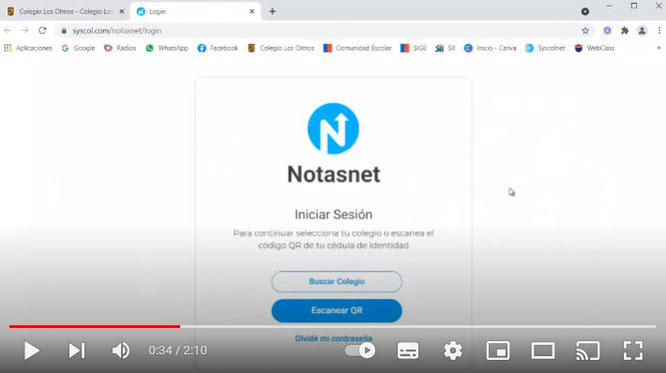 Colegio Los Olmos - Colegio Los
Login
syscol.com/notasnet/login
Aplicaciones
Google
Radios
WhatsApp
Facebook
Colegio Los Olmos
Comunidad Escolar
SIGE
SII
Inicio - Canva
Syscolnet
WebClass
Notasnet
Iniciar Sesión
Para continuar selecciona tu colegio o escanea el
código QR de tu cédula de identidad
Buscar Colegio
Escanear QR
Olvidé mi contraseña
0:34 / 2:10